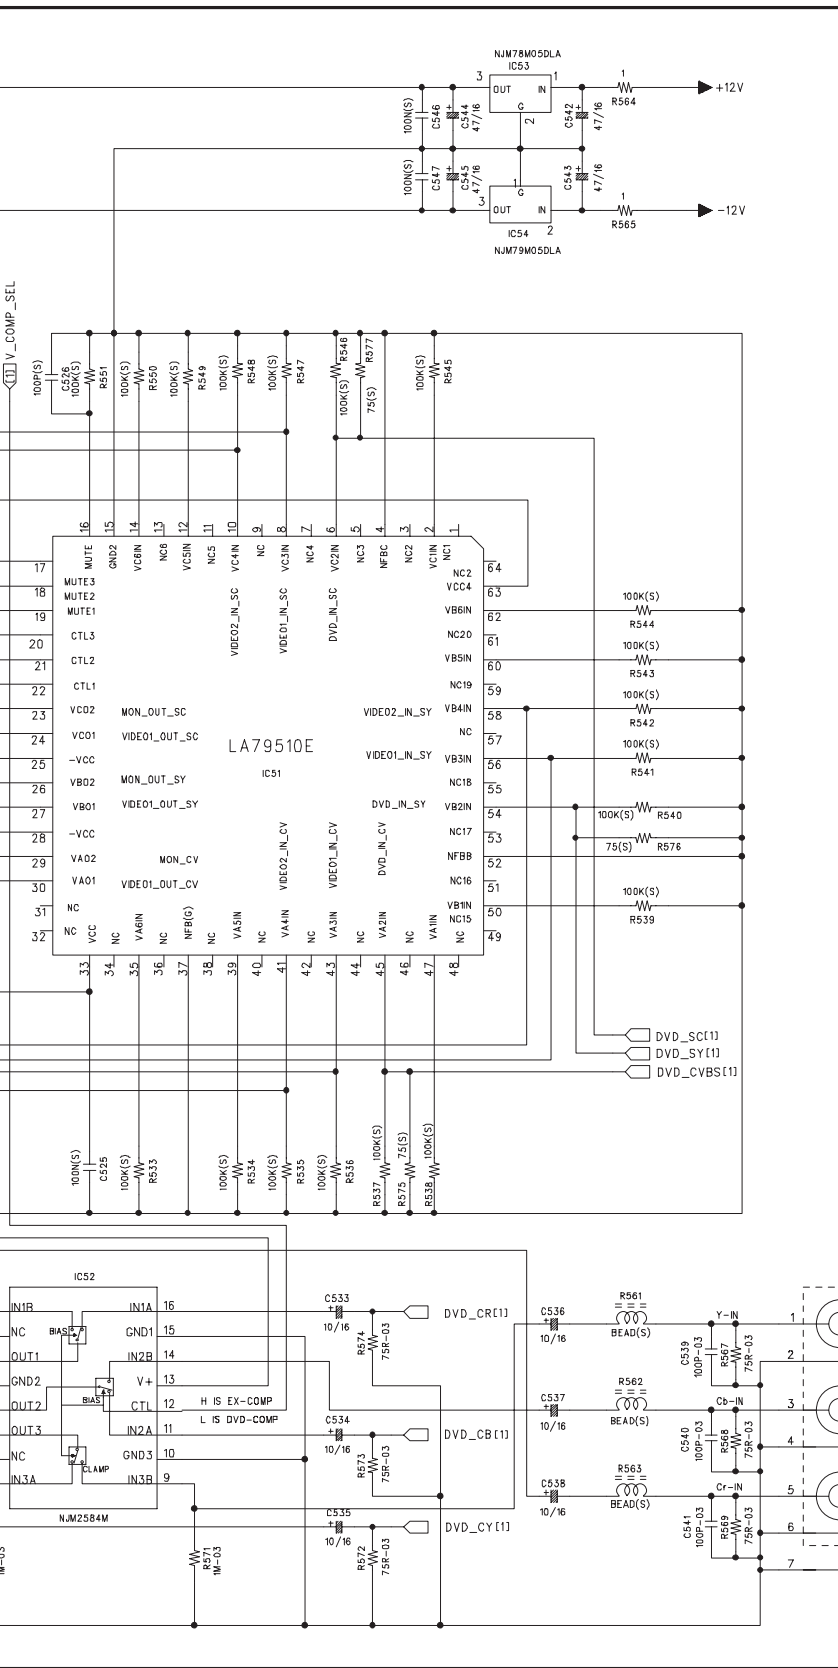 NJM78M05DLA
IC53
3 OUT IN 1
G
2
1
R564
+12V
100N(S)
C546
C544
47/16
C542
47/16
100N(S)
C547
C545
47/16
C543
47/16
1
G
3 OUT IN 2
IC54
NJM79M05DLA
1
R565
-12V
[1] V_COMP_SEL
100P(S)
C526
100K(S)
R551
100K(S)
R550
100K(S)
R549
100K(S)
R548
100K(S)
R547
R546
100K(S)
R577
75(S)
100K(S)
R545
16 15 14 13 12 11 10 9 8 7 6 5 4 3 2 1
MUTE GND2 VC6IN NC6 VC5IN NC5 VC4IN NC VC3IN NC4 VC2IN NC3 NFBC NC2 VC1IN NC1
VIDEO2_IN_SC
VIDEO1_IN_SC
DVD_IN_SC
17 MUTE3
18 MUTE2
19 MUTE1
20 CTL3
21 CTL2
22 CTL1
23 VCO2 MON_OUT_SC
24 VCO1 VIDEO1_OUT_SC
25 -VCC
26 VBO2 MON_OUT_SY
27 VBO1 VIDEO1_OUT_SY
28 -VCC
29 VAO2 MON_CV
30 VAO1 VIDEO1_OUT_CV
31 NC
32 NC
LA79510E
IC51
NC2 64
VCC4 63
VB6IN 62
NC20 61
VB5IN 60
NC19 59
VIDEO2_IN_SY VB4IN 58
NC 57
VIDEO1_IN_SY VB3IN 56
NC18 55
DVD_IN_SY VB2IN 54
NC17 53
NFBB 52
NC16 51
VB1IN 50
NC15 49
VIDEO2_IN_CV
VIDEO1_IN_CV
DVD_IN_CV
VCC NC VA6IN NC NFB(G) NC VA5IN NC VA4IN NC VA3IN NC VA2IN NC VA1IN NC
33 34 35 36 37 38 39 40 41 42 43 44 45 46 47 48
100K(S)
R544
100K(S)
R543
100K(S)
R542
100K(S)
R541
100K(S) R540
75(S) R576
100K(S)
R539
DVD_SC[1]
DVD_SY[1]
DVD_CVBS[1]
100N(S)
C525
100K(S)
R533
100K(S)
R534
100K(S)
R535
100K(S)
R536
100K(S)
R537
75(S)
R575
100K(S)
R538
IC52
IN1B IN1A 16
NC BIAS GND1 15
OUT1 IN2B 14
GND2 V+ 13
OUT2 BIAS CTL 12
OUT3 IN2A 11
NC GND3 10
CLAMP
IN3A IN3B 9
NJM2584M
H IS EX-COMP
L IS DVD-COMP
C533
10/16
R574
75R-03
DVD_CR[1]
C534
10/16
R573
75R-03
DVD_CB[1]
C535
10/16
R572
75R-03
DVD_CY[1]
R571
1M-03
1M-03
C536
10/16
R561
BEAD(S)
Y-IN
C539
100P-03
R567
75R-03
1
2
C537
10/16
R562
BEAD(S)
Cb-IN
C540
100P-03
R568
75R-03
3
4
C538
10/16
R563
BEAD(S)
Cr-IN
C541
100P-03
R569
75R-03
5
6
7